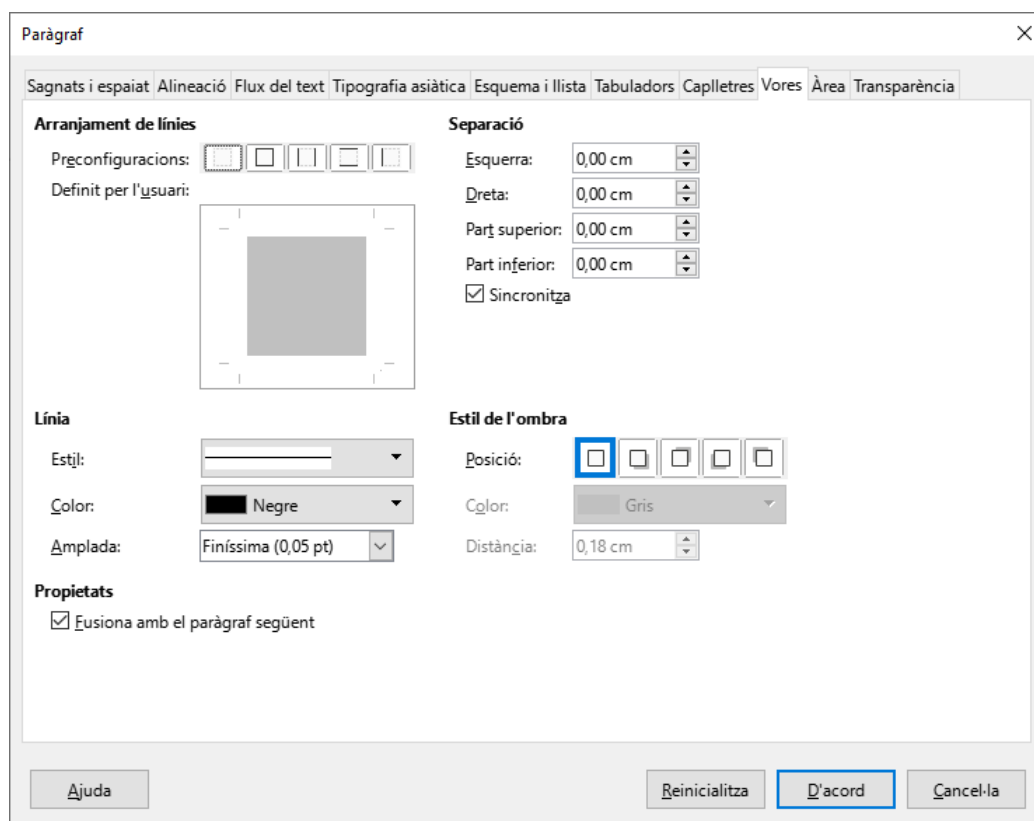 Paràgraf
Sagnats i espaiat Alineació Flux del text Tipografia asiàtica Esquema i llista Tabuladors Caplletres Vores Àrea Transparència
Arranjament de línies
Preconfiguracions:
Definit per l'usuari:
Separació
Esquerra: 0,00 cm
Dreta: 0,00 cm
Part superior: 0,00 cm
Part inferior: 0,00 cm
Sincronitza
Línia
Estil:
Color: Negre
Amplada: Finíssima (0,05 pt)
Estil de l'ombra
Posició:
Color: Gris
Distància: 0,18 cm
Propietats
Fusiona amb el paràgraf següent
Ajuda Reinicialitza D'acord Cancel·la